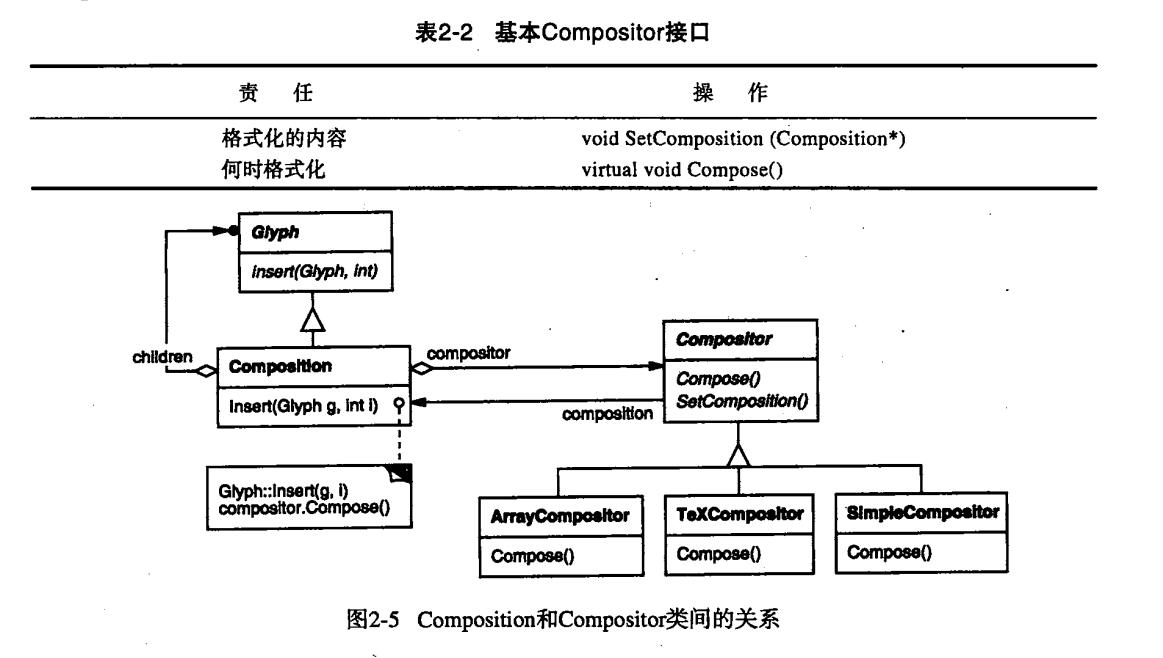 表2-2 基本Compositor接口
责 任 操 作
格式化的内容 void SetComposition (Composition*)
何时格式化 virtual void Compose()
Glyph
Insert(Glyph, int)
children
Composition
compositor
Compositor
Insert(Glyph g, int i)
Compose()
SetComposition()
composition
Glyph::Insert(g, i)
compositor.Compose()
ArrayCompositor
TeXCompositor
SimpleCompositor
Compose()
Compose()
Compose()
图2-5 Composition和Compositor类间的关系